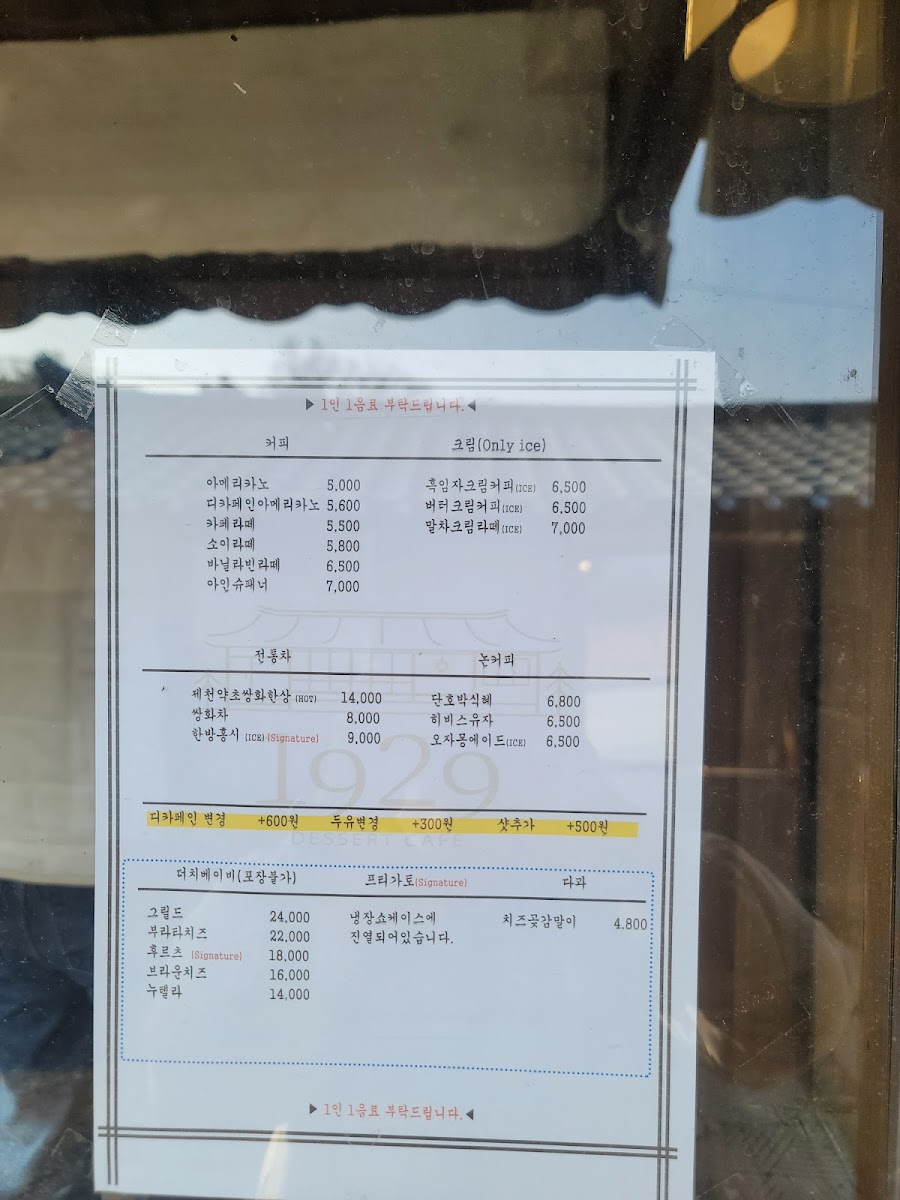 ▶ 1인 1음료 부탁드립니다.◀
커피
아메리카노 5,000
디카페인아메리카노 5,600
카페라떼 5,500
소이라떼 5,800
바닐라빈라떼 6,500
아인슈패너 7,000
크림(Only ice)
흑임자크림커피(ICE) 6,500
버터크림커피(ICE) 6,500
말차크림라떼(ICE) 7,000
전통차
제천약초쌍화한상 (HOT) 14,000
쌍화차 8,000
한방홍시 (ICE) (Signature) 9,000
논커피
단호박식혜 6,800
히비스유자 6,500
오자몽에이드(ICE) 6,500
1929
DESSERT CAFE
디카페인 변경 +600원 두유변경 +300원 샷추가 +500원
더치베이비(포장불가)
그릴드 24,000
부라타치즈 22,000
후르츠 (Signature) 18,000
브라운치즈 16,000
누텔라 14,000
프리가토(Signature)
냉장쇼케이스에
진열되어있습니다.
다과
치즈곶감말이 4.800
▶ 1인 1음료 부탁드립니다.◀